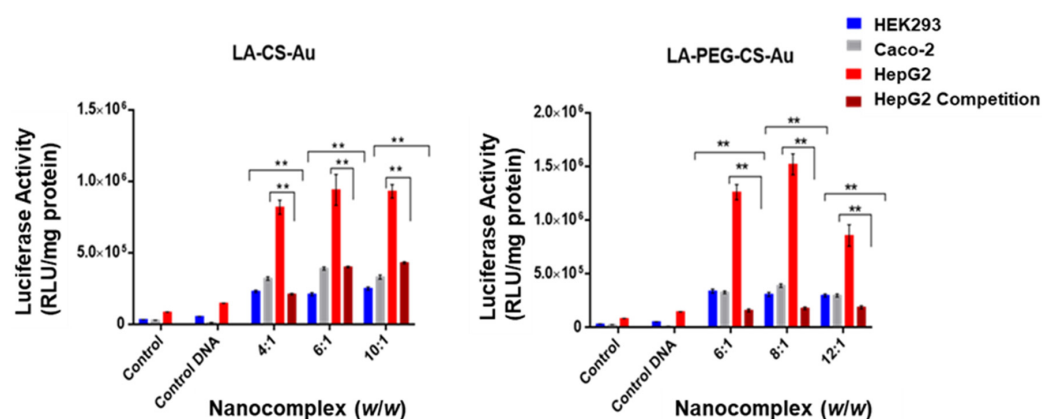 LA-CS-Au
LA-PEG-CS-Au
HEK293
Caco-2
HepG2
HepG2 Competition
Luciferase Activity
(RLU/mg protein)
1.5×10⁶
1.0×10⁶
5.0×10⁵
0
**
**
**
**
**
**
Control
Control DNA
4:1
6:1
10:1
Nanocomplex (w/w)
Luciferase Activity
(RLU/mg protein)
2.0×10⁶
1.5×10⁶
1.0×10⁶
5.0×10⁵
0
**
**
**
**
**
**
Control
Control DNA
6:1
8:1
12:1
Nanocomplex (w/w)